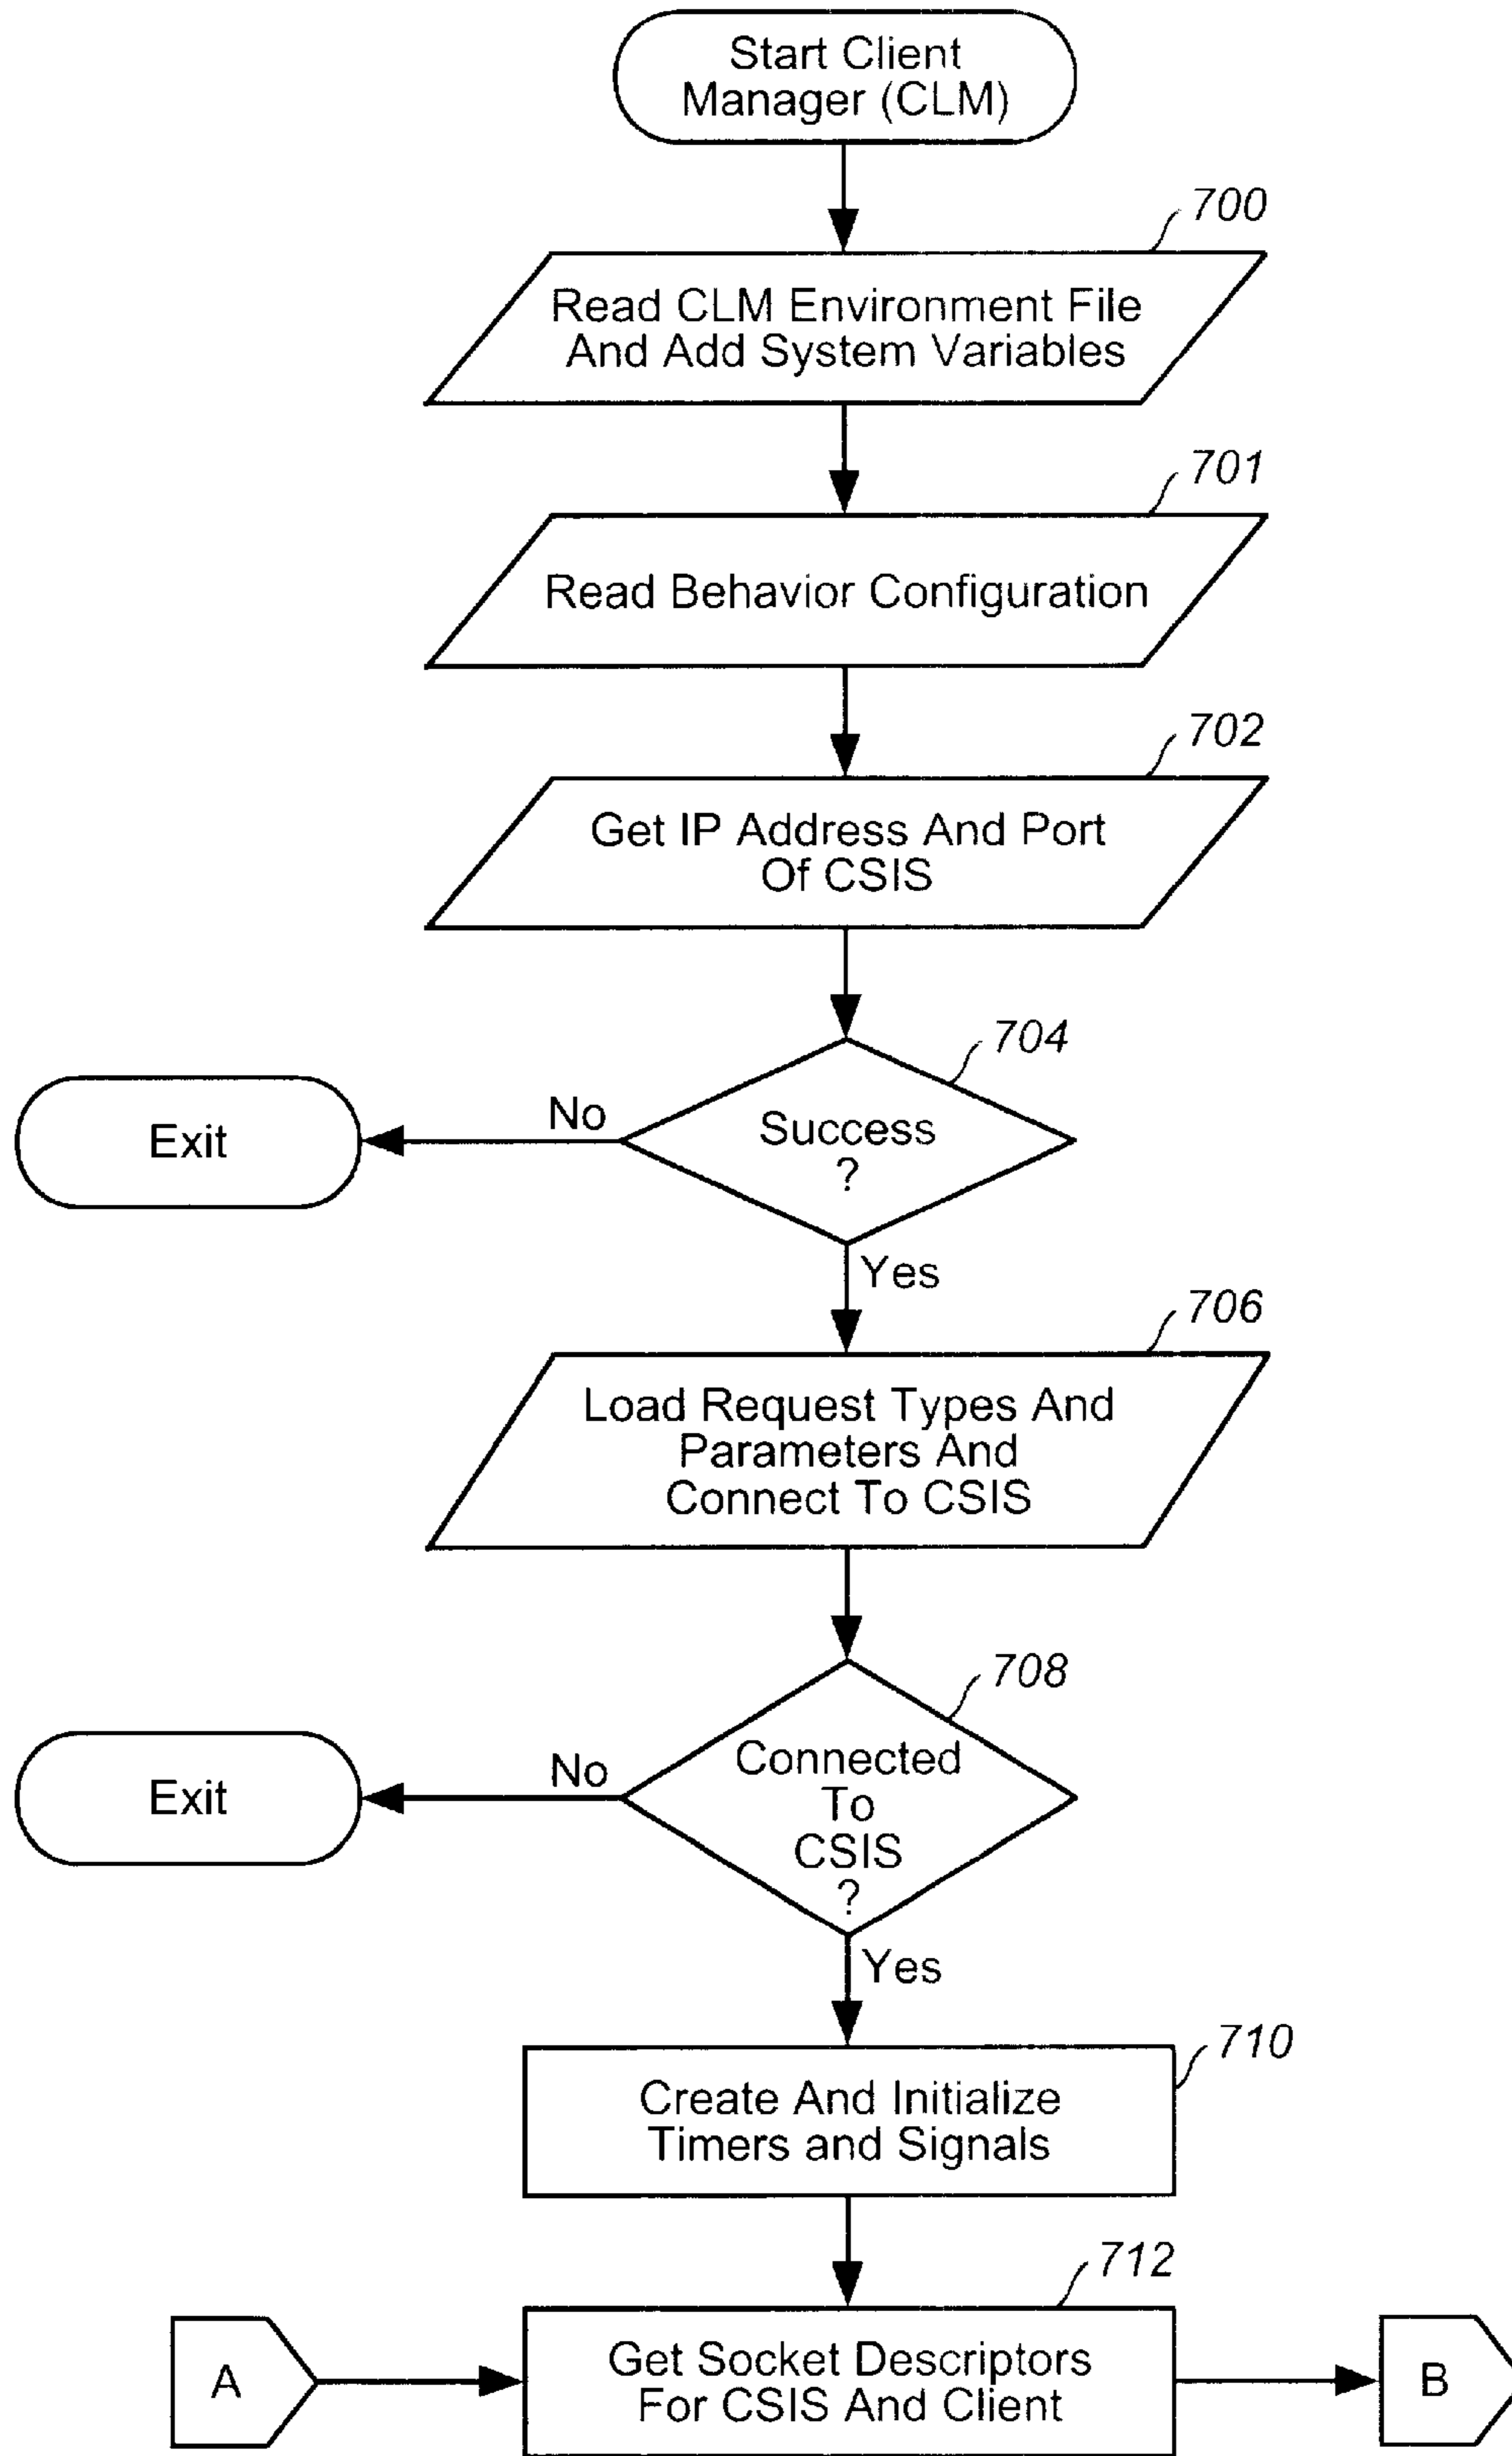 Start Client
Manager (CLM)
700
Read CLM Environment File
And Add System Variables
701
Read Behavior Configuration
702
Get IP Address And Port
Of CSIS
704
Success
?
No
Exit
Yes
706
Load Request Types And
Parameters And
Connect To CSIS
708
Connected
To
CSIS
?
No
Exit
Yes
710
Create And Initialize
Timers and Signals
712
A
Get Socket Descriptors
For CSIS And Client
B